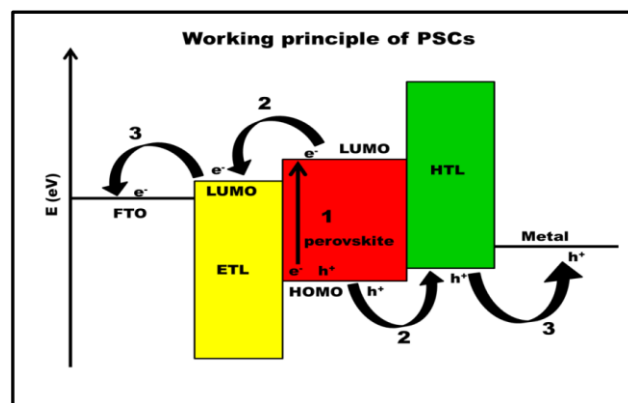 Working principle of PSCs
E (eV)
3
2
e-
LUMO
HTL
e-
LUMO
e-
FTO
1
perovskite
Metal
ETL
e- h+
HOMO
h+
h+
h+
2
3